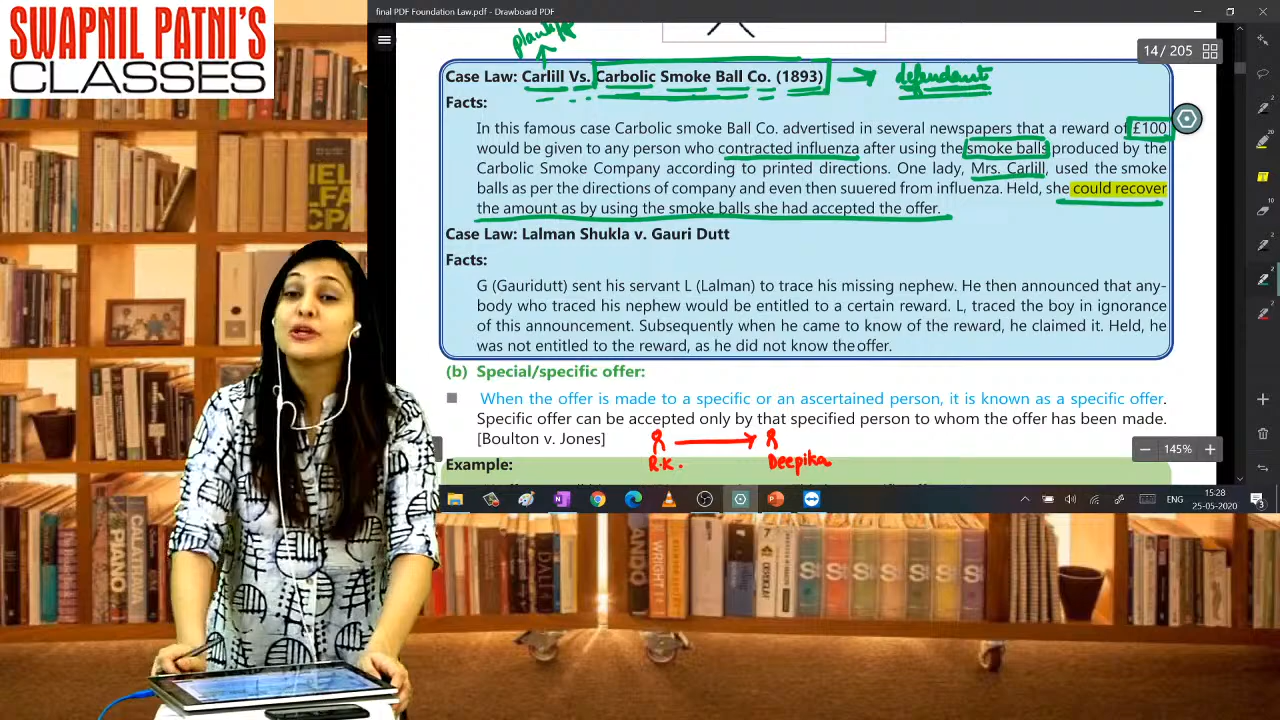 SWAPNIL PATNI'S
CLASSES
final PDF Foundation Law.pdf - Drawboard PDF
14 / 205
plaintiff
Case Law: Carlill Vs. Carbolic Smoke Ball Co. (1893)
defendants
Facts:
In this famous case Carbolic smoke Ball Co. advertised in several newspapers that a reward of £100
would be given to any person who contracted influenza after using the smoke balls produced by the
Carbolic Smoke Company according to printed directions. One lady, Mrs. Carlill, used the smoke
balls as per the directions of company and even then suuered from influenza. Held, she could recover
the amount as by using the smoke balls she had accepted the offer.
Case Law: Lalman Shukla v. Gauri Dutt
Facts:
G (Gauridutt) sent his servant L (Lalman) to trace his missing nephew. He then announced that any-
body who traced his nephew would be entitled to a certain reward. L, traced the boy in ignorance
of this announcement. Subsequently when he came to know of the reward, he claimed it. Held, he
was not entitled to the reward, as he did not know the offer.
(b) Special/specific offer:
When the offer is made to a specific or an ascertained person, it is known as a specific offer.
Specific offer can be accepted only by that specified person to whom the offer has been made.
[Boulton v. Jones]
R.K.
Deepika
145%
Example:
ENG
15:28
25-05-2020